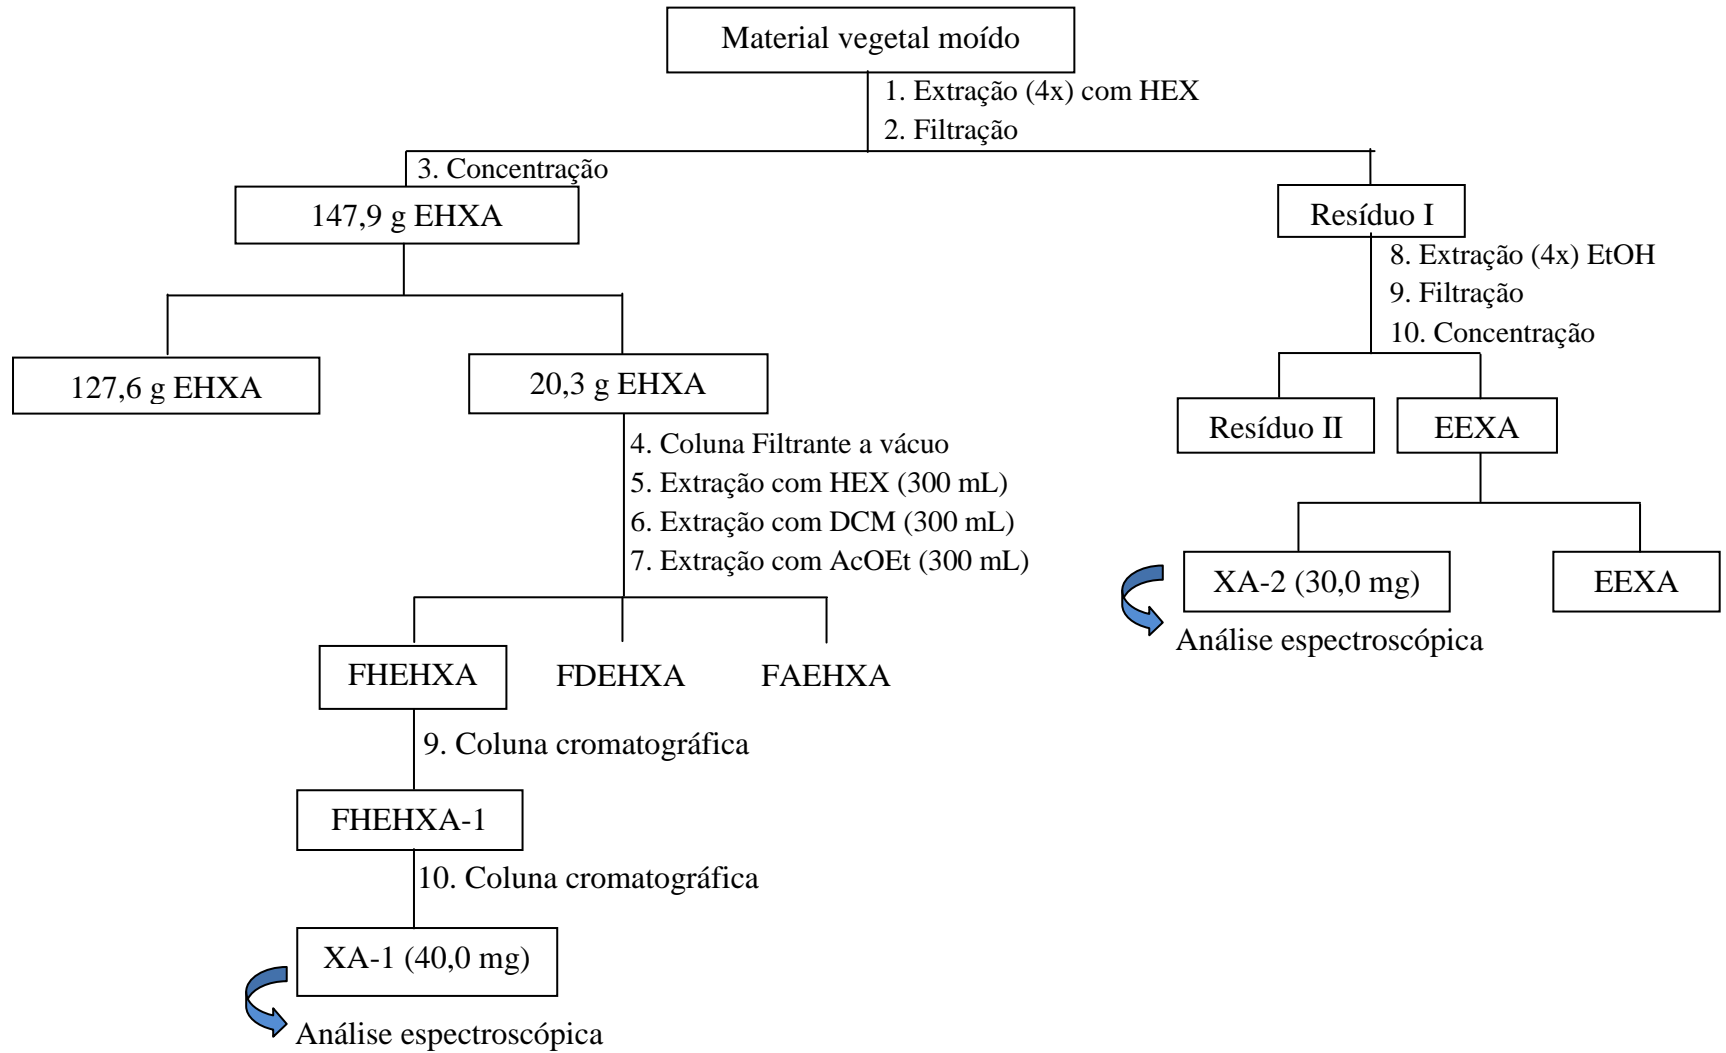 Material vegetal moído
1. Extração (4x) com HEX
2. Filtração
3. Concentração
147,9 g EHXA
Resíduo I
8. Extração (4x) EtOH
9. Filtração
10. Concentração
127,6 g EHXA
20,3 g EHXA
Resíduo II
EEXA
4. Coluna Filtrante a vácuo
5. Extração com HEX (300 mL)
6. Extração com DCM (300 mL)
7. Extração com AcOEt (300 mL)
XA-2 (30,0 mg)
EEXA
Análise espectroscópica
FHEHXA
FDEHXA
FAEHXA
9. Coluna cromatográfica
FHEHXA-1
10. Coluna cromatográfica
XA-1 (40,0 mg)
Análise espectroscópica